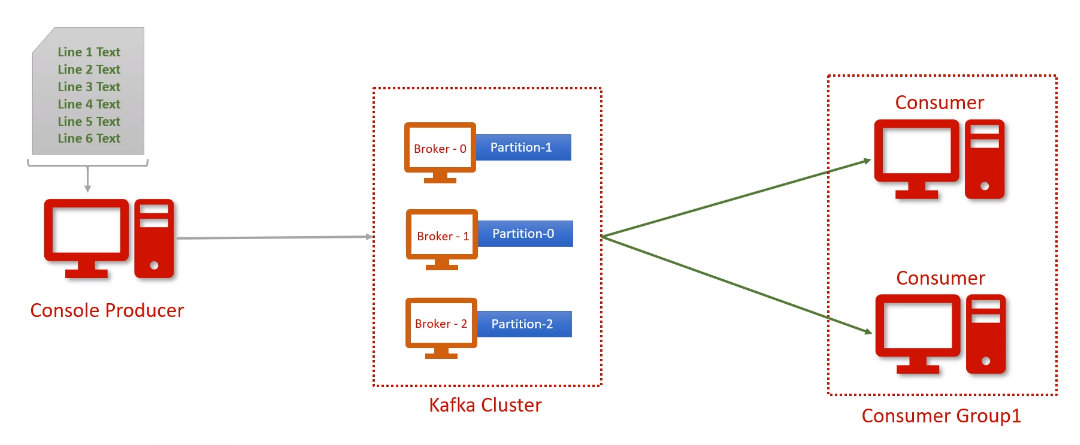 Line 1 Text
Line 2 Text
Line 3 Text
Line 4 Text
Line 5 Text
Line 6 Text
Console Producer
Broker - 0
Partition-1
Broker - 1
Partition-0
Broker - 2
Partition-2
Kafka Cluster
Consumer
Consumer
Consumer Group1